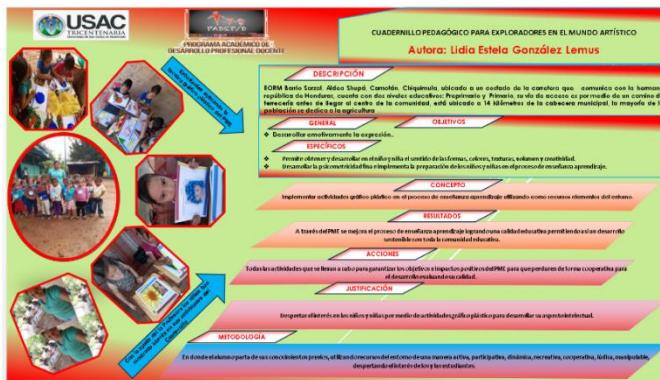 USAC
TRICENTENARIA
PADEP/D
PROGRAMA ACADÉMICO DE
DESARROLLO PROFESIONAL DOCENTE
CUADERNILLO PEDAGÓGICO PARA EXPLORADORES EN EL MUNDO ARTÍSTICO
Autora: Lidia Estela González Lemus
DESCRIPCIÓN
EORM Barrio Sarzal, Aldea Shupá, Camotán, Chiquimula, ubicada a un costado de la carretera que comunica con la hermana
república de Honduras, cuenta con dos niveles educativos: Preprimaria y Primaria, su vía de acceso es por medio de un camino de
terrecería antes de llegar al centro de la comunidad, está ubicada a 14 kilómetros de la cabecera municipal, la mayoría de la
población se dedica a la agricultura
GENERAL
OBJETIVOS
❖ Desarrollar emotivamente la expresión.
ESPECÍFICOS
❖ Permite obtener y desarrollar en el niño y niña el sentido de las formas, colores, texturas, volumen y creatividad.
❖ Desarrollar la psicomotricidad fina e implementa la preparación de los niños y niñas en el proceso de enseñanza aprendizaje.
CONCEPTO
Implementar actividades gráfico plástico en el proceso de enseñanza aprendizaje utilizando como recursos elementos del entorno.
RESULTADOS
A través del PME se mejora el proceso de enseñanza aprendizaje logrando una calidad educativa permitiendo así un desarrollo
sostenible con toda la comunidad educativa.
ACCIONES
Todas las actividades que se llevan a cabo para garantizar los objetivos e impactos positivos del PME para que perduren de forma cooperativa para
el desarrollo evaluando su calidad.
JUSTIFICACIÓN
Despertar el interés en los niños y niñas por medio de actividades gráfico plástico para desarrollar su aspecto intelectual.
METODOLOGÍA
En donde el alumno parta de sus conocimientos previos, utilizando recursos del entorno de una manera activa, participativa, dinámica, recreativa, cooperativa, lúdica, manipulable,
despertando el interés de los y las estudiantes.